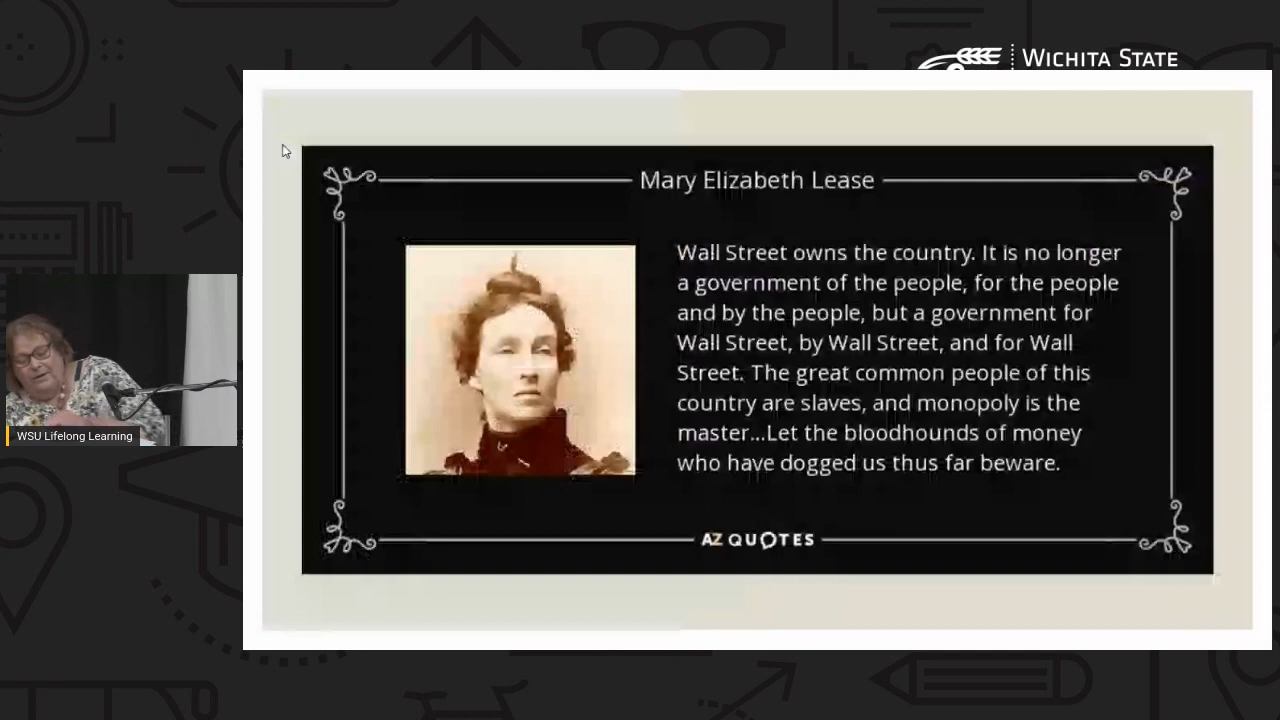 WICHITA STATE
Mary Elizabeth Lease
Wall Street owns the country. It is no longer
a government of the people, for the people
and by the people, but a government for
Wall Street, by Wall Street, and for Wall
Street. The great common people of this
country are slaves, and monopoly is the
master...Let the bloodhounds of money
who have dogged us thus far beware.
AZ QUOTES
WSU Lifelong Learning